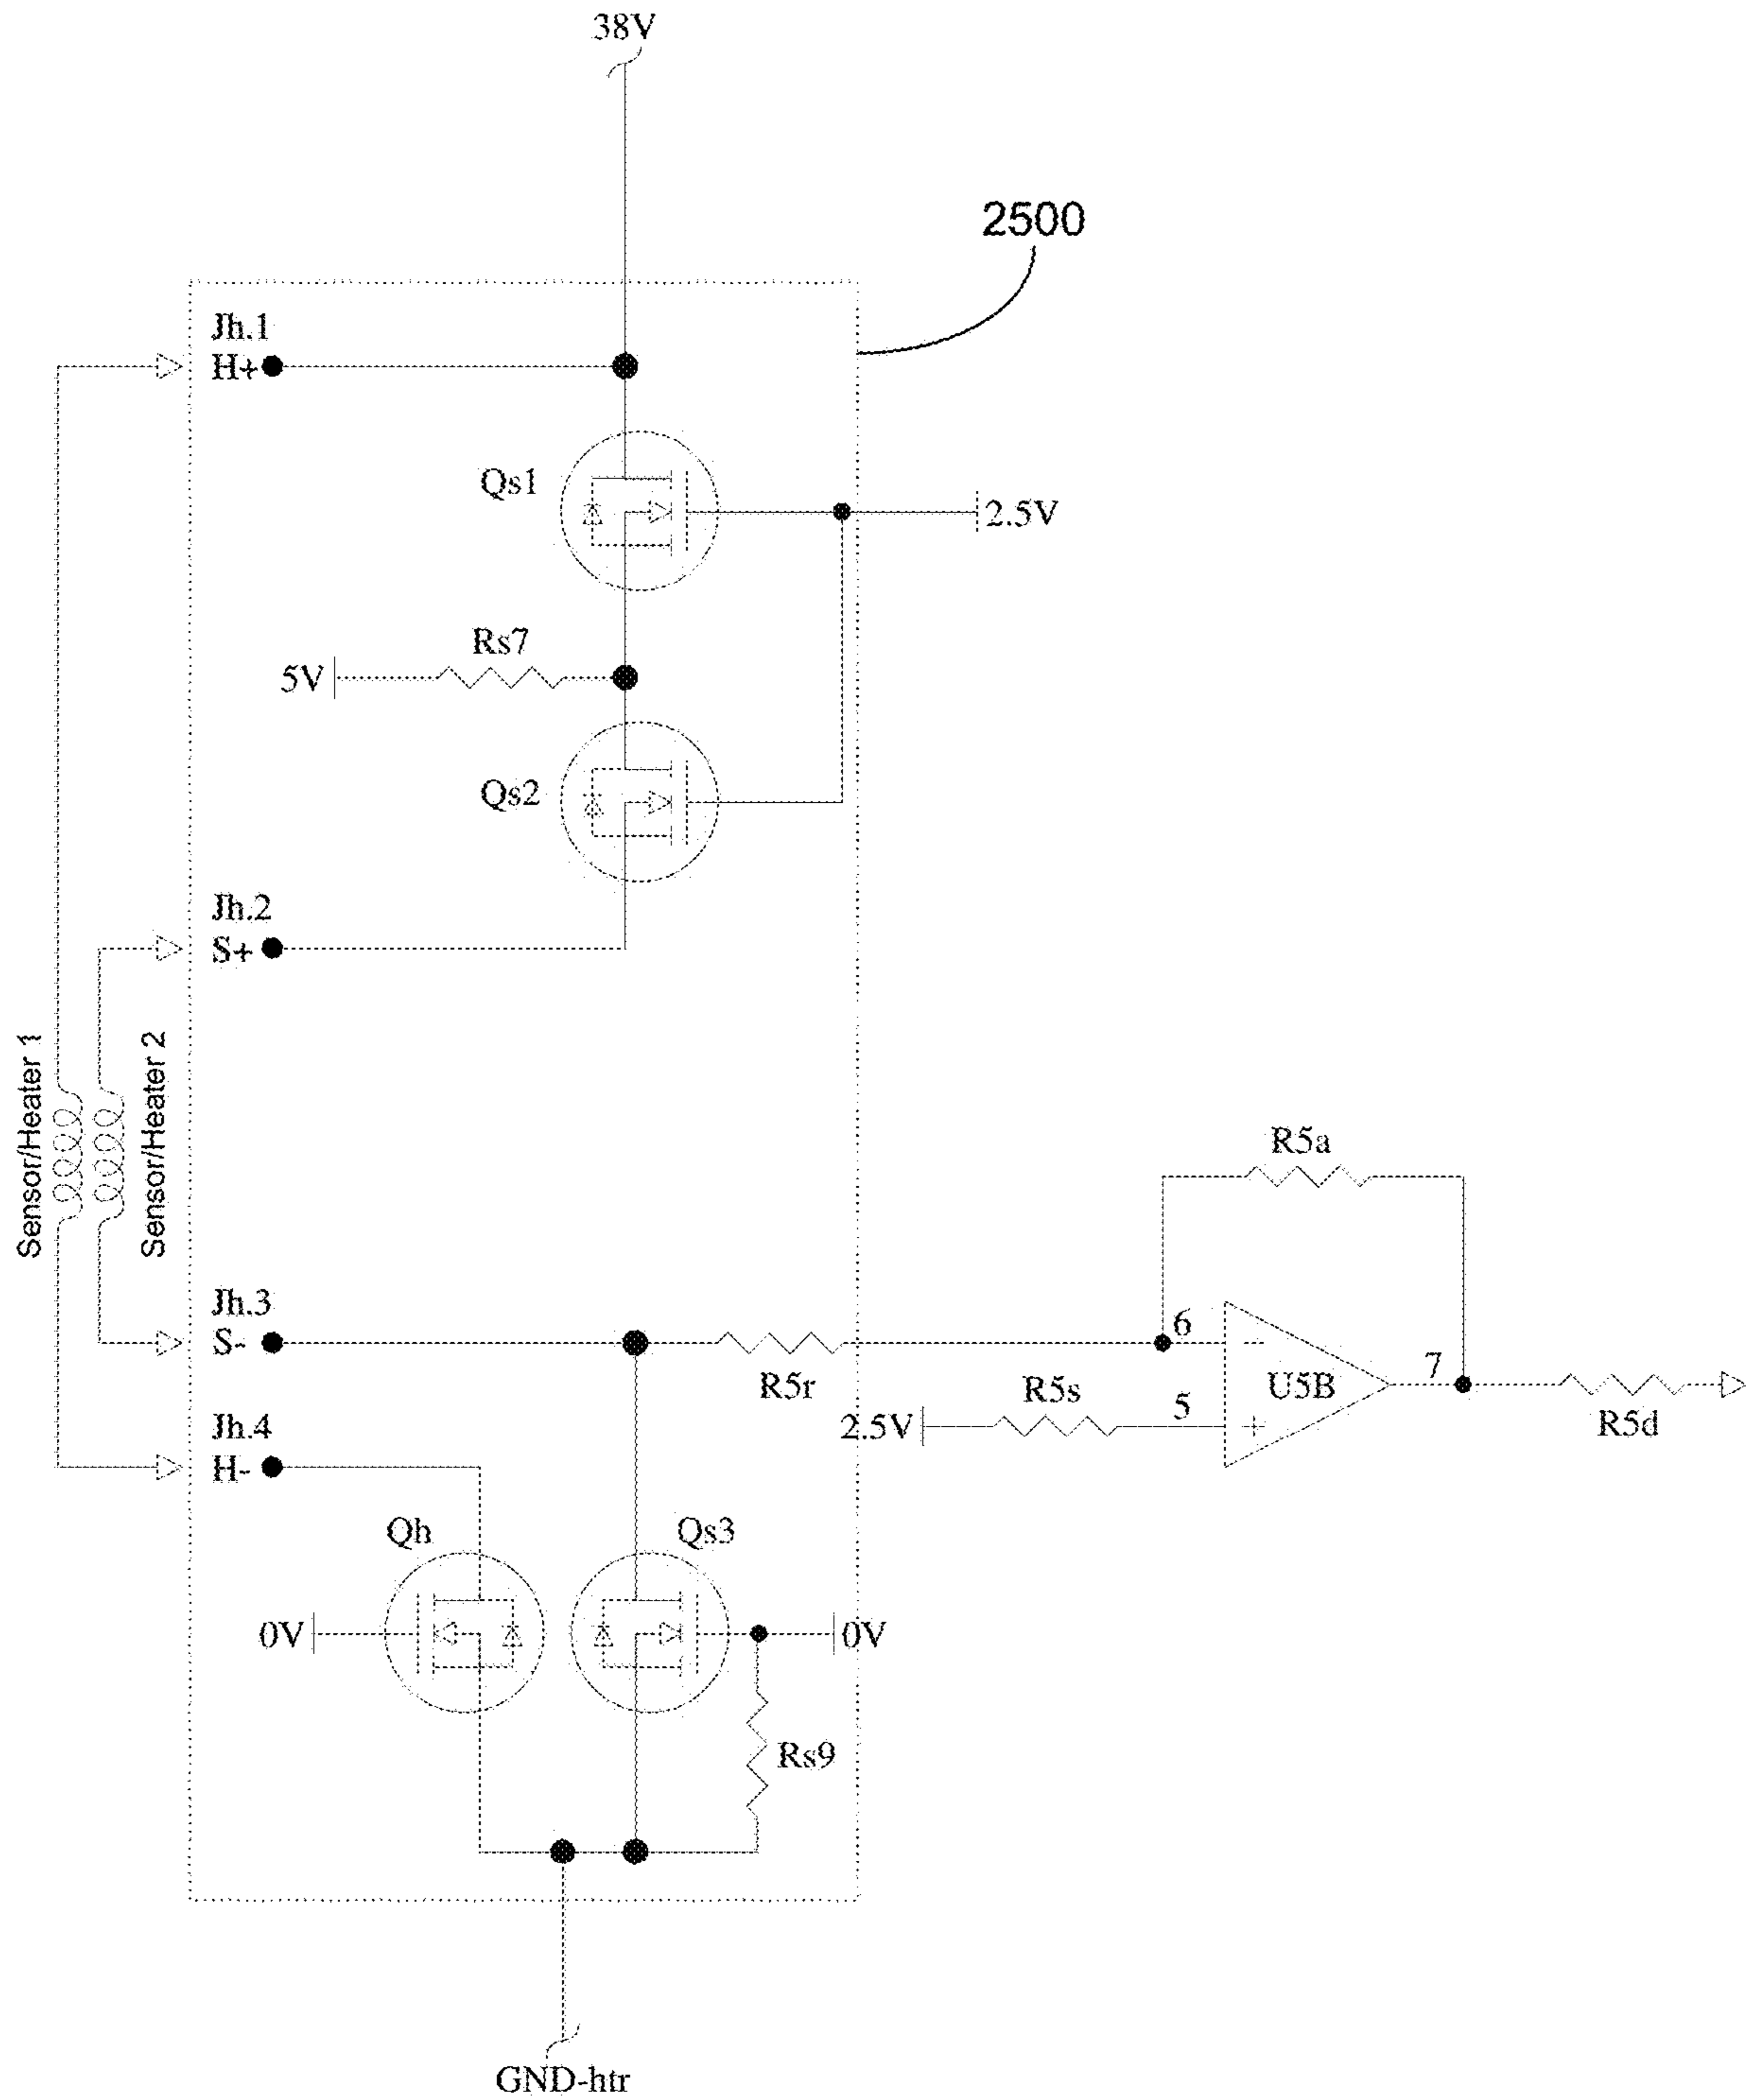 38V
2500
Jh.1
H+
Qs1
2.5V
Rs7
5V
Qs2
Jh.2
S+
Sensor/Heater 1
Sensor/Heater 2
R5a
Jh.3
S-
6
-
R5r
U5B
7
R5s
5
2.5V
+
R5d
Jh.4
H-
Qh
Qs3
0V
0V
Rs9
GND-htr